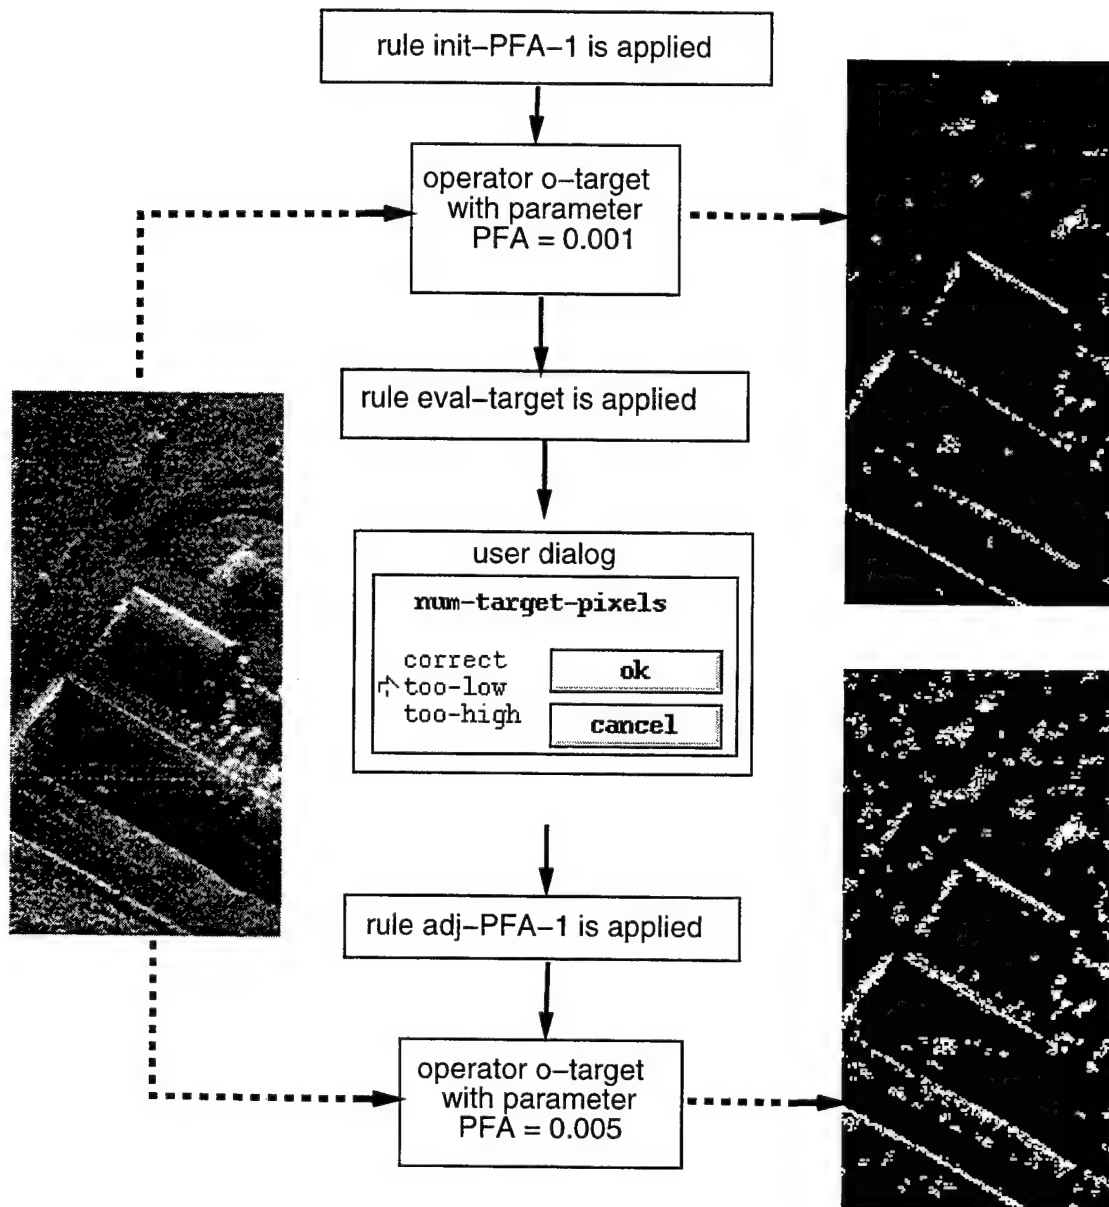 rule init–PFA–1 is applied
operator o–target
with parameter
PFA = 0.001
rule eval–target is applied
user dialog
num-target-pixels
correct
too-low
too-high
ok
cancel
rule adj–PFA–1 is applied
operator o–target
with parameter
PFA = 0.005